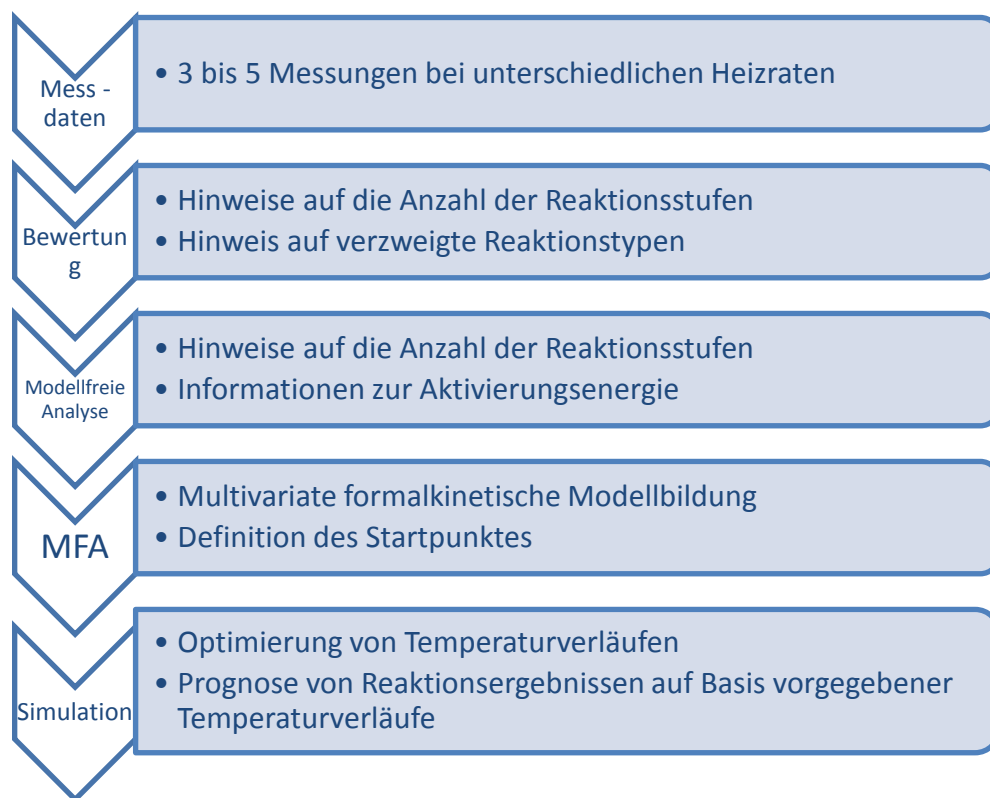 Mess -
daten
• 3 bis 5 Messungen bei unterschiedlichen Heizraten
Bewertun
g
• Hinweise auf die Anzahl der Reaktionsstufen
• Hinweis auf verzweigte Reaktionstypen
Modellfreie
Analyse
• Hinweise auf die Anzahl der Reaktionsstufen
• Informationen zur Aktivierungsenergie
MFA
• Multivariate formalkinetische Modellbildung
• Definition des Startpunktes
Simulation
• Optimierung von Temperaturverläufen
• Prognose von Reaktionsergebnissen auf Basis vorgegebener
Temperaturverläufe